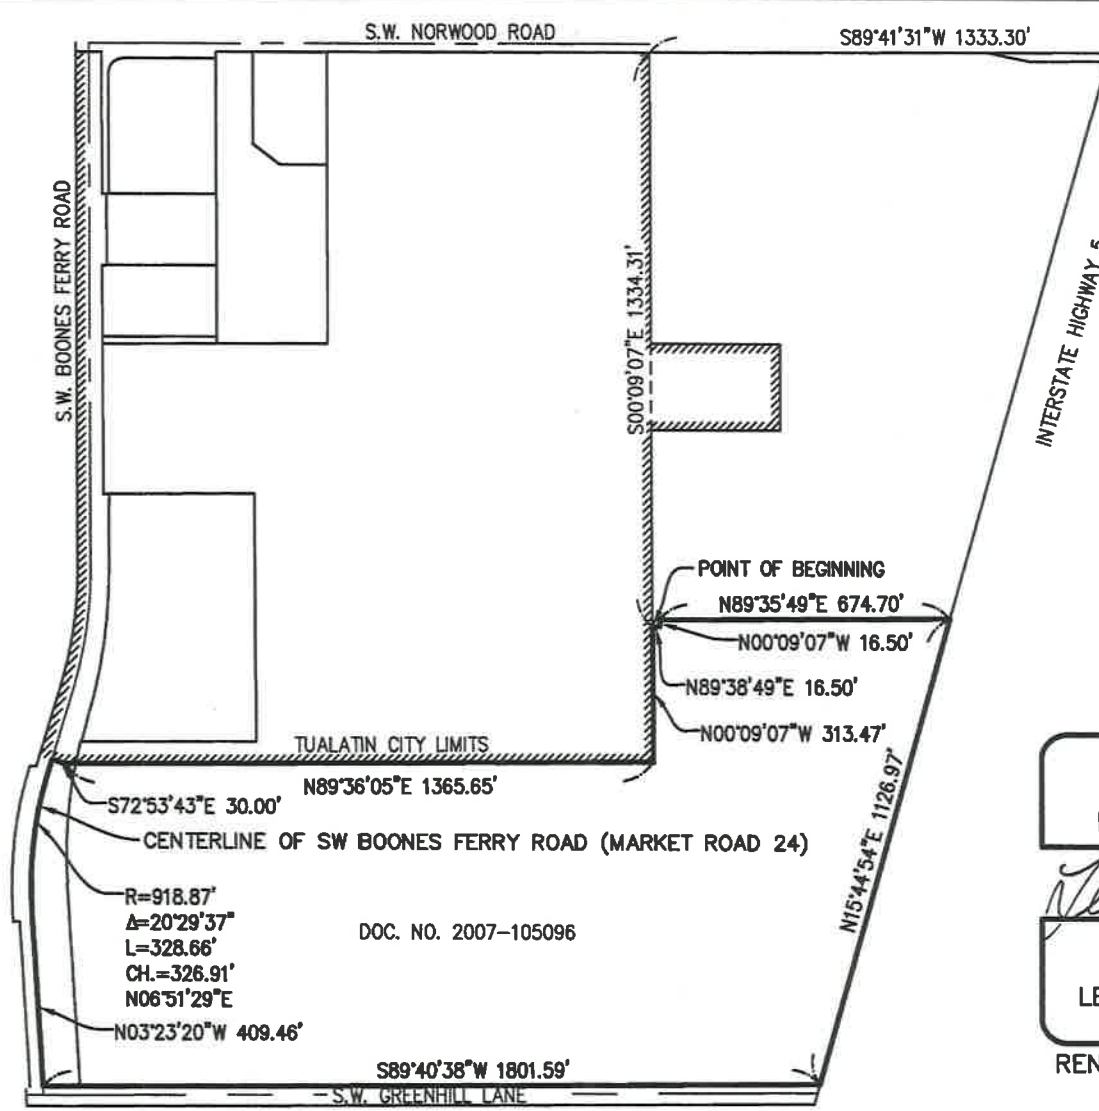 S.W. NORWOOD ROAD
S89°41'31"W 1333.30'
S.W. BOONES FERRY ROAD
S00°09'07"E 1334.31'
INTERSTATE HIGHWAY 5
POINT OF BEGINNING
N89°35'49"E 674.70'
N00°09'07"W 16.50'
N89°38'49"E 16.50'
N00°09'07"W 313.47'
TUALATIN CITY LIMITS
N89°36'05"E 1365.65'
S72°53'43"E 30.00'
CENTERLINE OF SW BOONES FERRY ROAD (MARKET ROAD 24)
N15°44'54"E 1126.97'
R=918.87'
Δ=20°29'37"
L=328.66'
CH.=326.91'
N06°51'29"E
DOC. NO. 2007-105096
N03°23'20"W 409.46'
S89°40'38"W 1801.59'
S.W. GREENHILL LANE
LE
REN